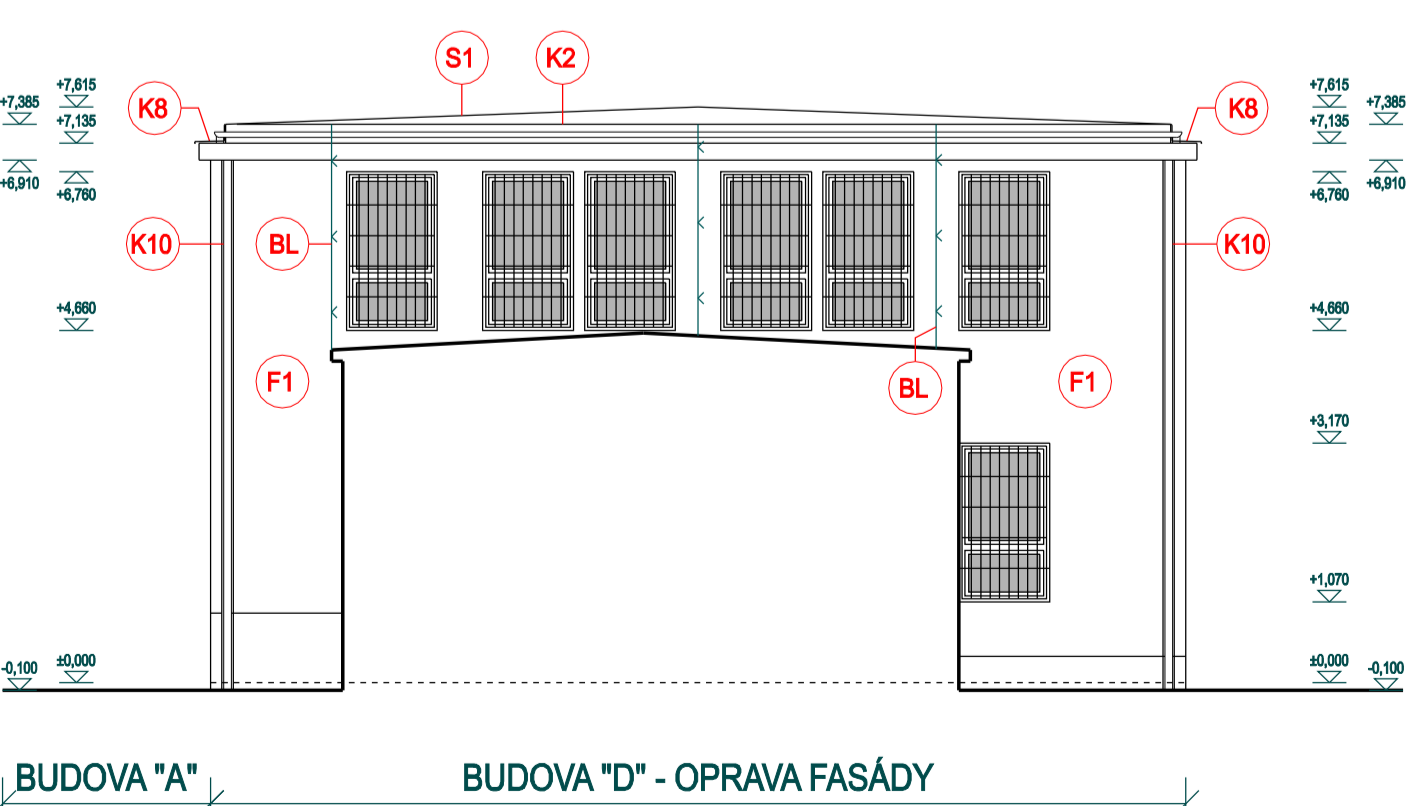 S1
K2
+7,385
+7,615
K8
K8
+7,615
+7,385
+7,135
+7,135
+6,910
+6,760
+6,760
+6,910
K10
BL
K10
+4,660
+4,660
F1
BL
F1
+3,170
+1,070
-0,100
±0,000
±0,000
-0,100
BUDOVA "A"
BUDOVA "D" - OPRAVA FASÁDY